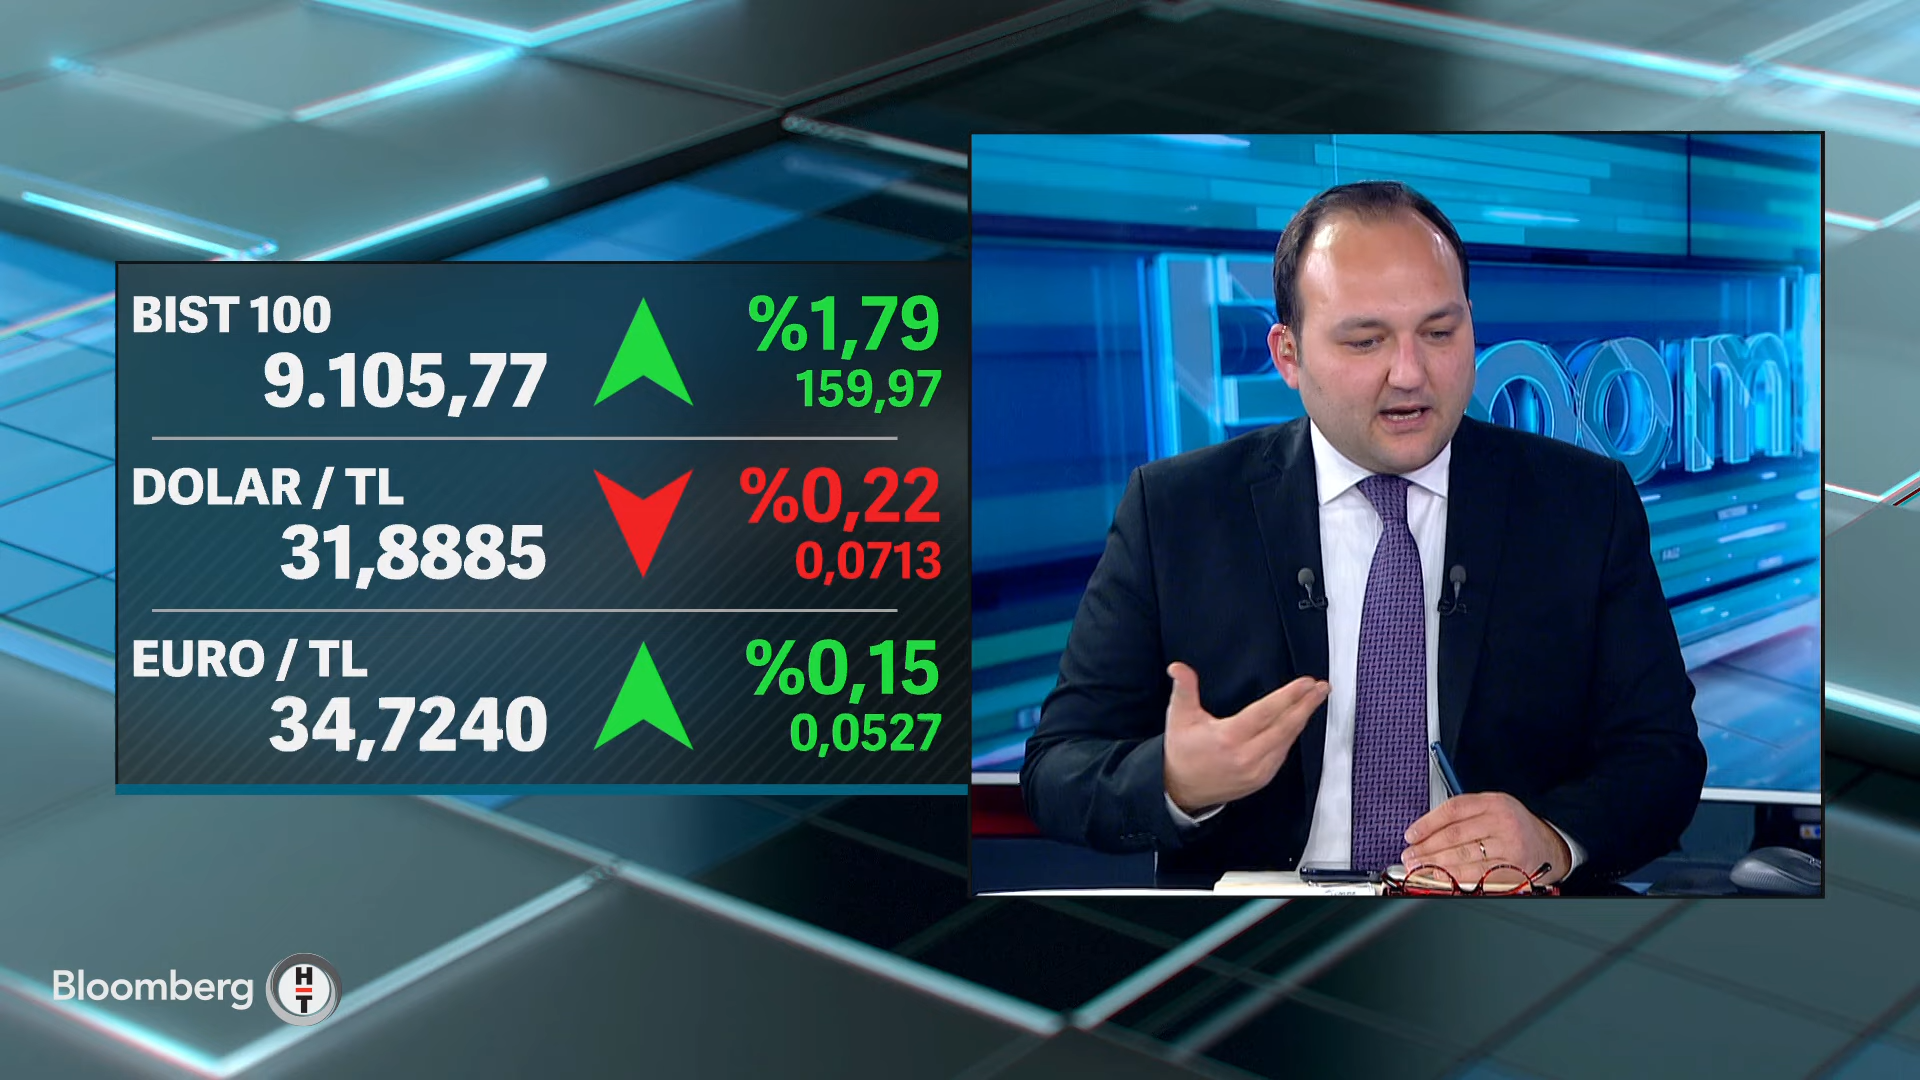 BIST 100
9.105,77
%1,79
159,97
DOLAR / TL
31,8885
%0,22
0,0713
EURO / TL
34,7240
%0,15
0,0527
Bloom
Bloomberg HT